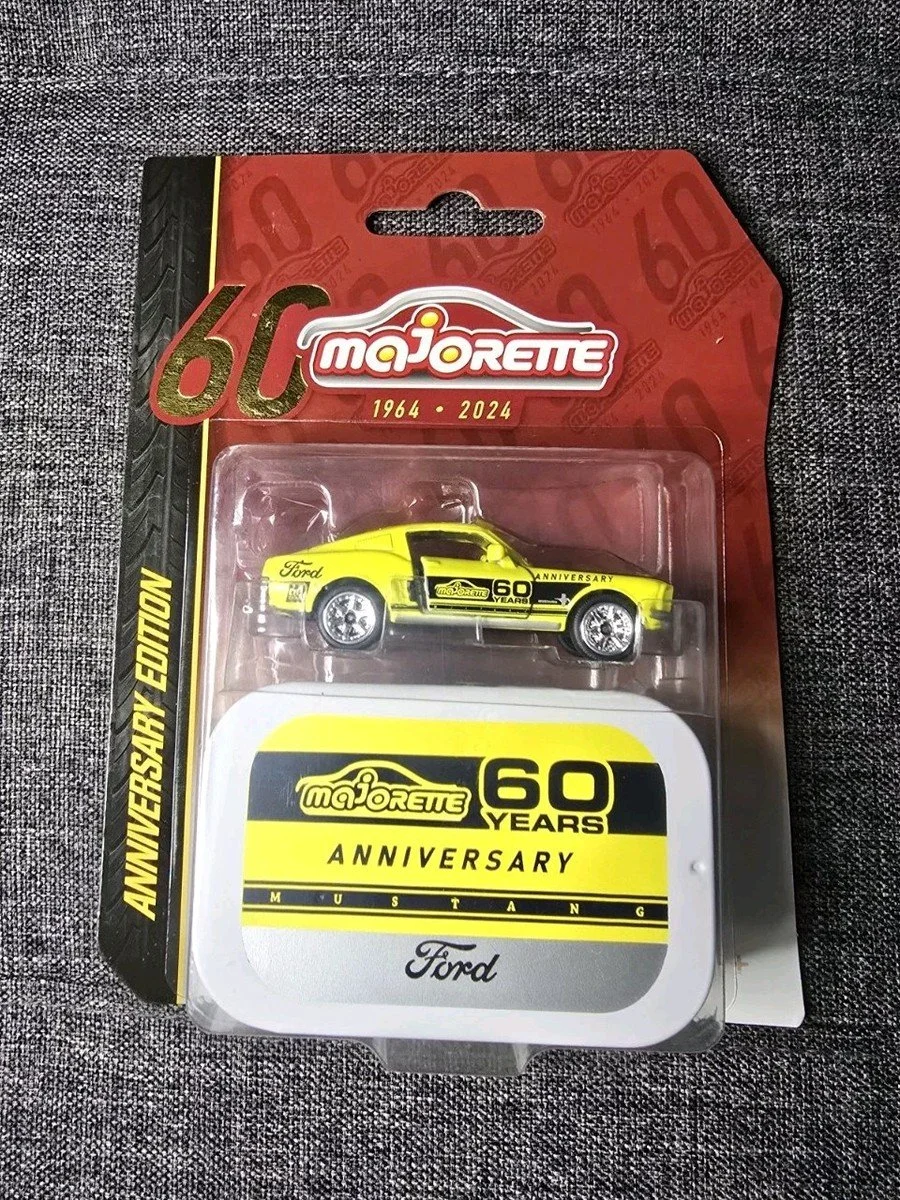 60
majORETTE
1964 • 2024
ANNIVERSARY EDITION
Ford
majORETTE
60
YEARS
ANNIVERSARY
majORETTE
60
YEARS
ANNIVERSARY
MUSTANG
Ford